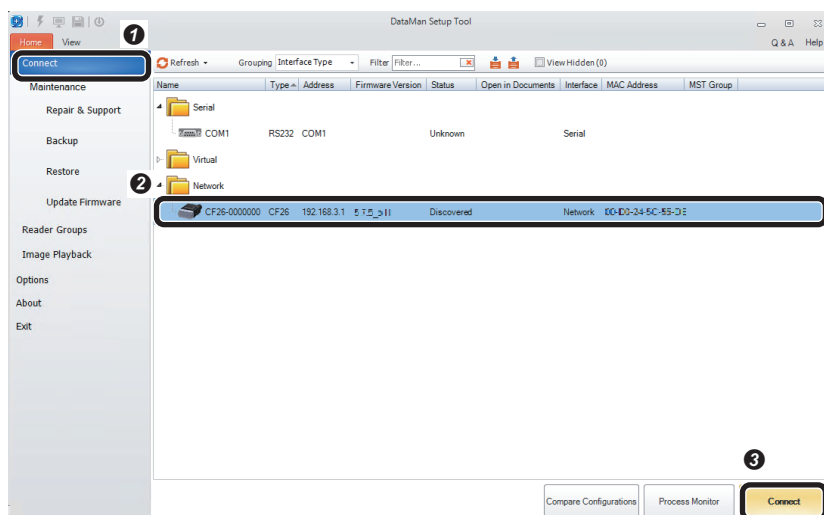 DataMan Setup Tool
1
Home View Q & A Help
Connect
Refresh Grouping Interface Type Filter Filter... View Hidden (0)
Maintenance
Name Type Address Firmware Version Status Open in Documents Interface MAC Address MST Group
Repair & Support
Serial
Backup
COM1 RS232 COM1 Unknown Serial
Restore
Virtual
2
Network
Update Firmware
CF26-0000000 CF26 192.168.3.1 Discovered Network
Reader Groups
Image Playback
Options
About
Exit
3
Compare Configurations Process Monitor Connect